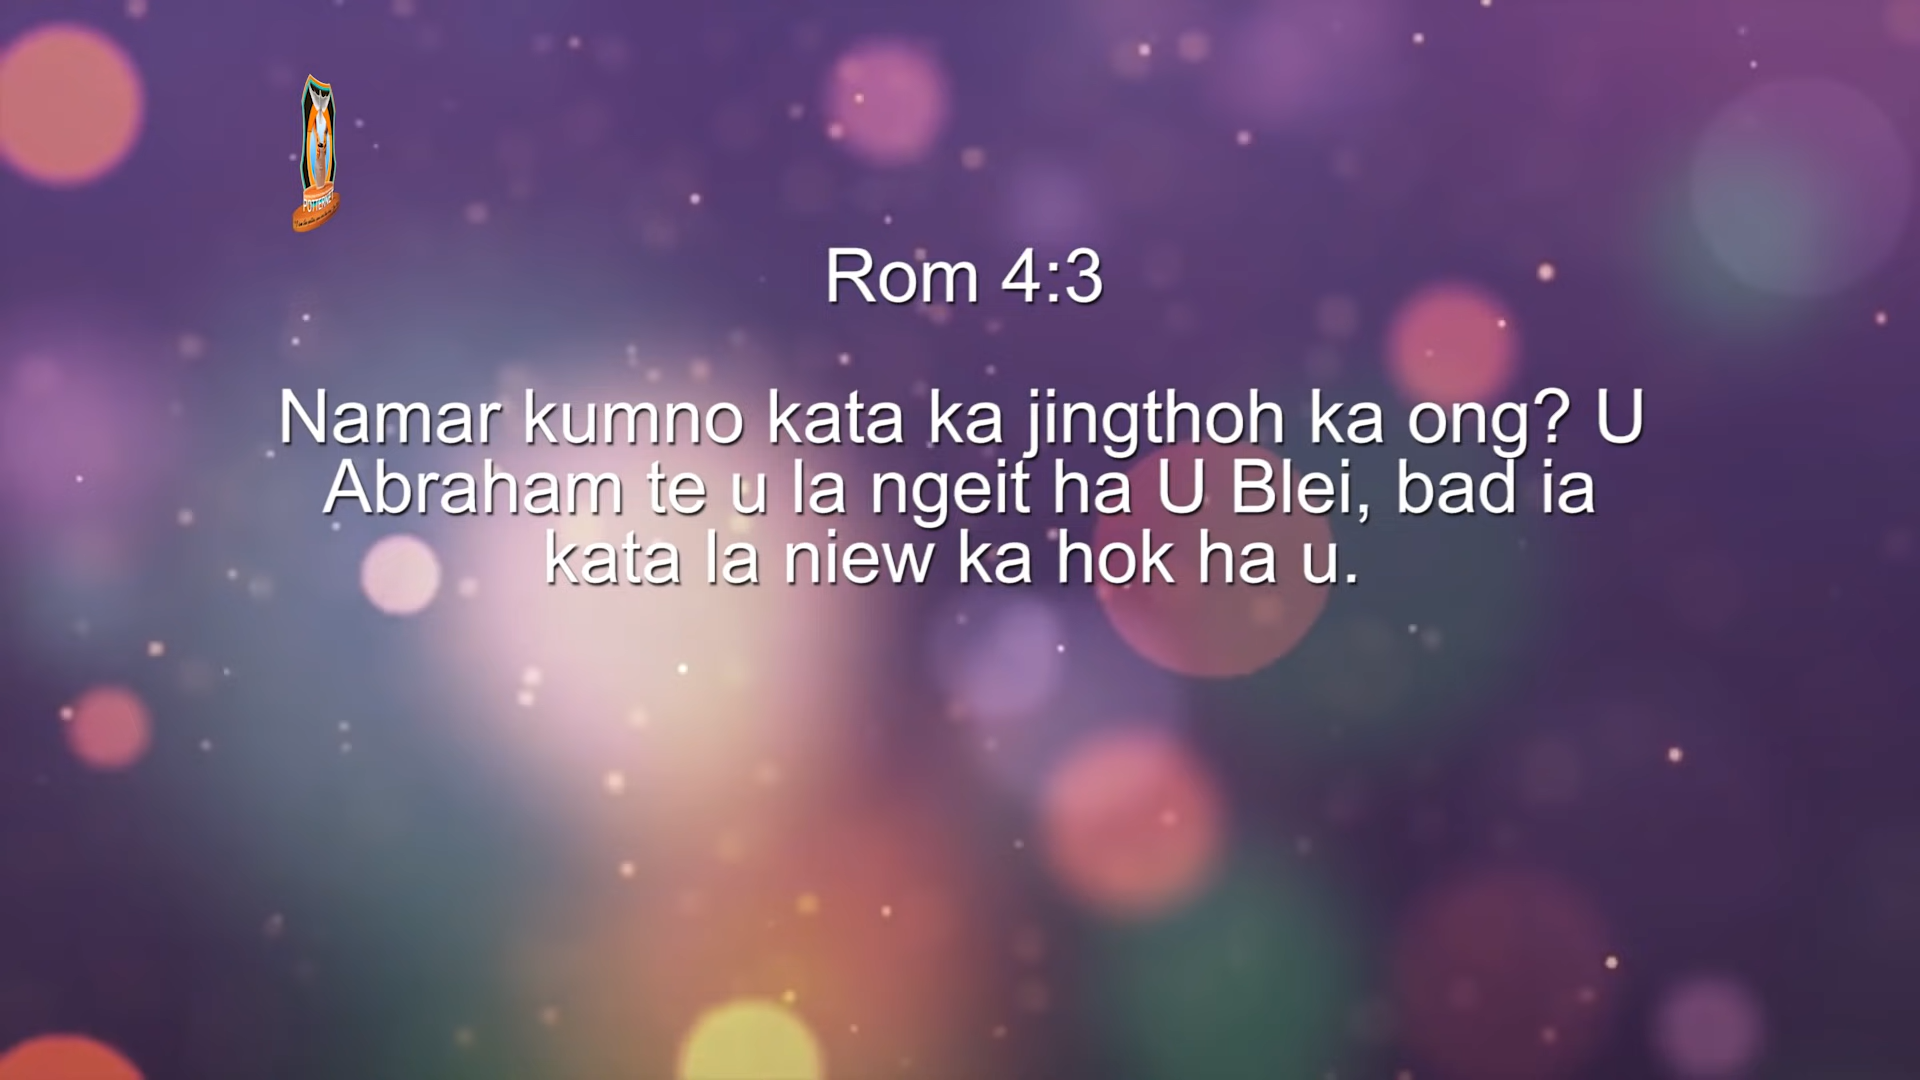 Rom 4:3
Namar kumno kata ka jingthoh ka ong? U
Abraham te u la ngeit ha U Blei, bad ia
kata la niew ka hok ha u.